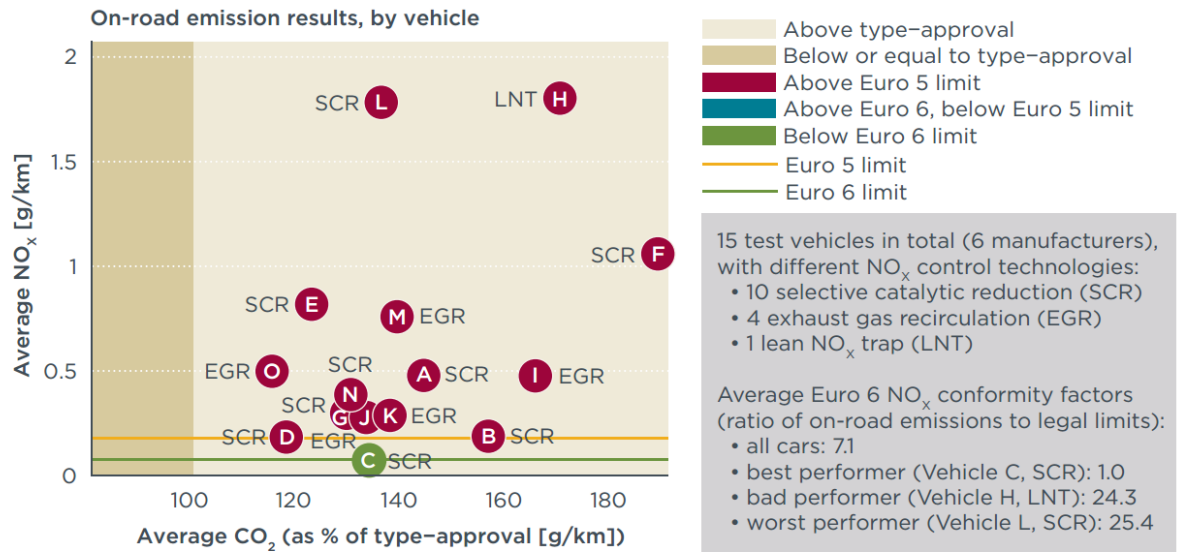 On-road emission results, by vehicle
Average NOX [g/km]
2
1.5
1
0.5
0
SCR L
LNT H
SCR F
SCR E
M EGR
EGR O
SCR
N
A SCR
I EGR
SCR G
J
K EGR
SCR D
EGR
B SCR
C SCR
100 120 140 160 180
Average CO2 (as % of type-approval [g/km])
Above type-approval
Below or equal to type-approval
Above Euro 5 limit
Above Euro 6, below Euro 5 limit
Below Euro 6 limit
Euro 5 limit
Euro 6 limit
15 test vehicles in total (6 manufacturers),
with different NOX control technologies:
• 10 selective catalytic reduction (SCR)
• 4 exhaust gas recirculation (EGR)
• 1 lean NOX trap (LNT)
Average Euro 6 NOX conformity factors
(ratio of on-road emissions to legal limits):
• all cars: 7.1
• best performer (Vehicle C, SCR): 1.0
• bad performer (Vehicle H, LNT): 24.3
• worst performer (Vehicle L, SCR): 25.4